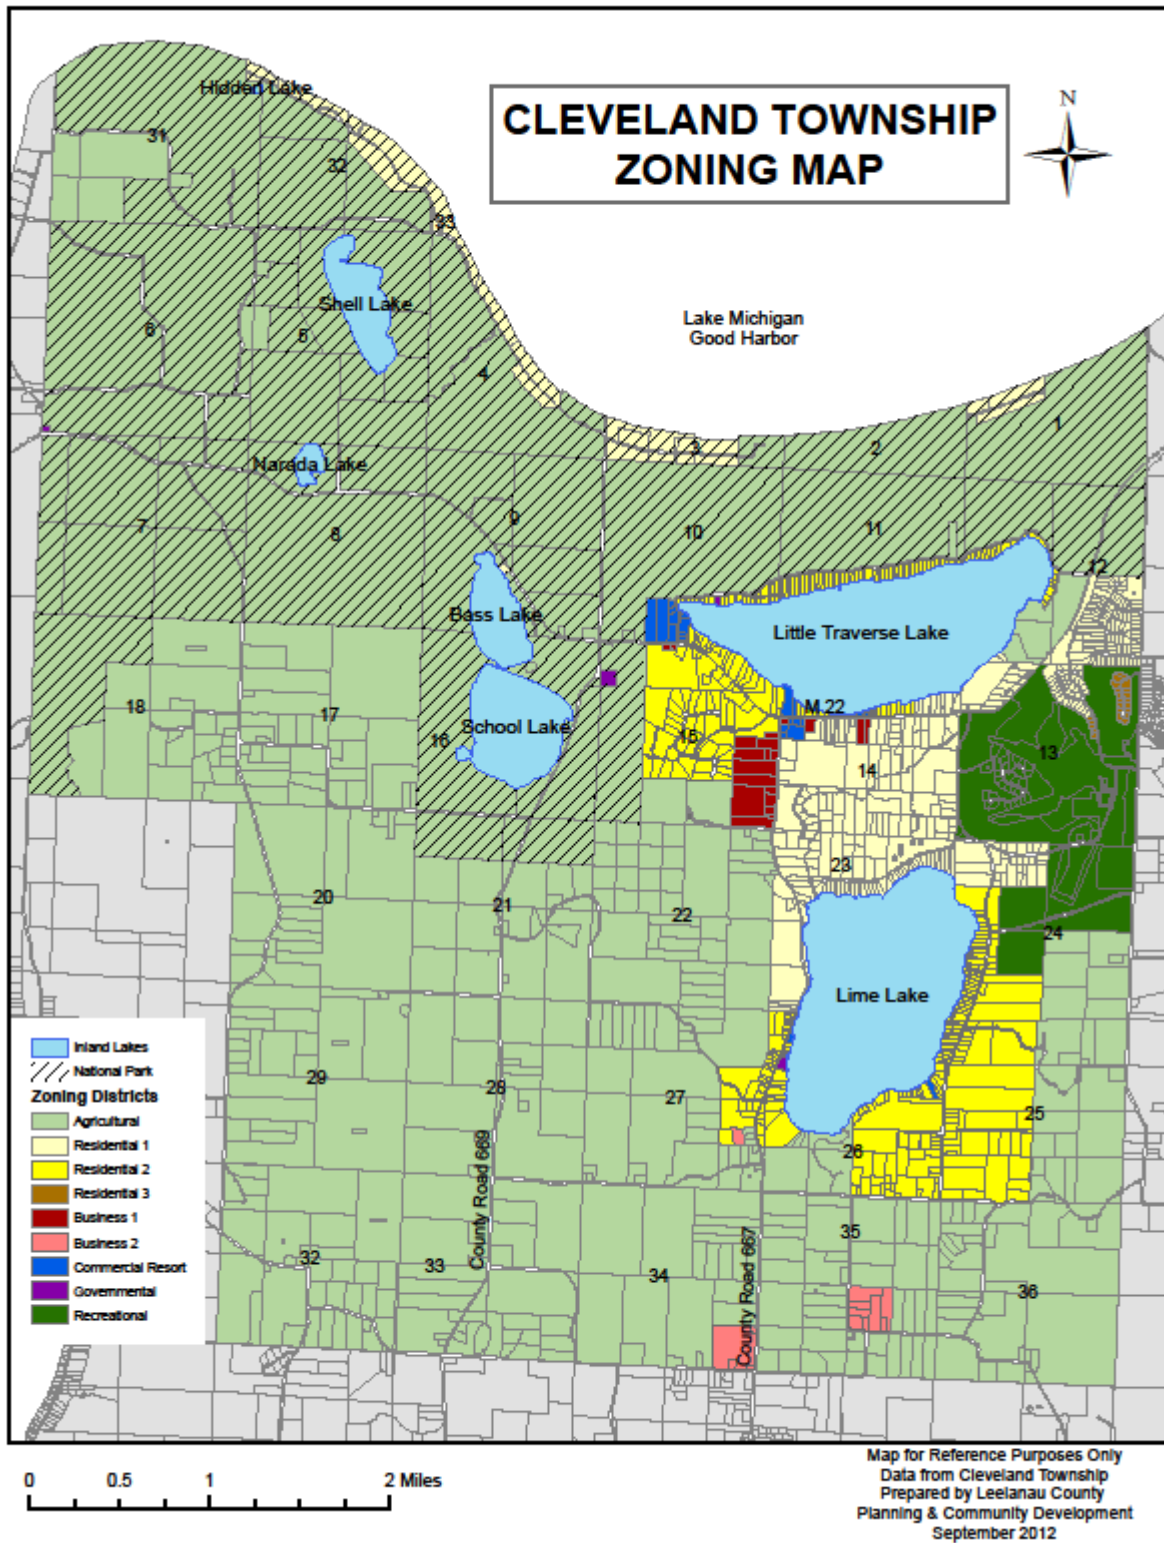 CLEVELAND TOWNSHIP
ZONING MAP
N
Hidden Lake
31
32
33
Shell Lake
Lake Michigan
Good Harbor
6
5
4
3
2
1
Narada Lake
7
8
9
10
11
12
Bass Lake
Little Traverse Lake
18
17
16
School Lake
M 22
15
14
13
23
20
21
22
24
Lime Lake
29
28
27
25
26
County Road 669
County Road 667
32
33
34
35
36
Inland Lakes
National Park
Zoning Districts
Agricultural
Residential 1
Residential 2
Residential 3
Business 1
Business 2
Commercial Resort
Governmental
Recreational
0 0.5 1 2 Miles
Map for Reference Purposes Only
Data from Cleveland Township
Prepared by Leelanau County
Planning & Community Development
September 2012